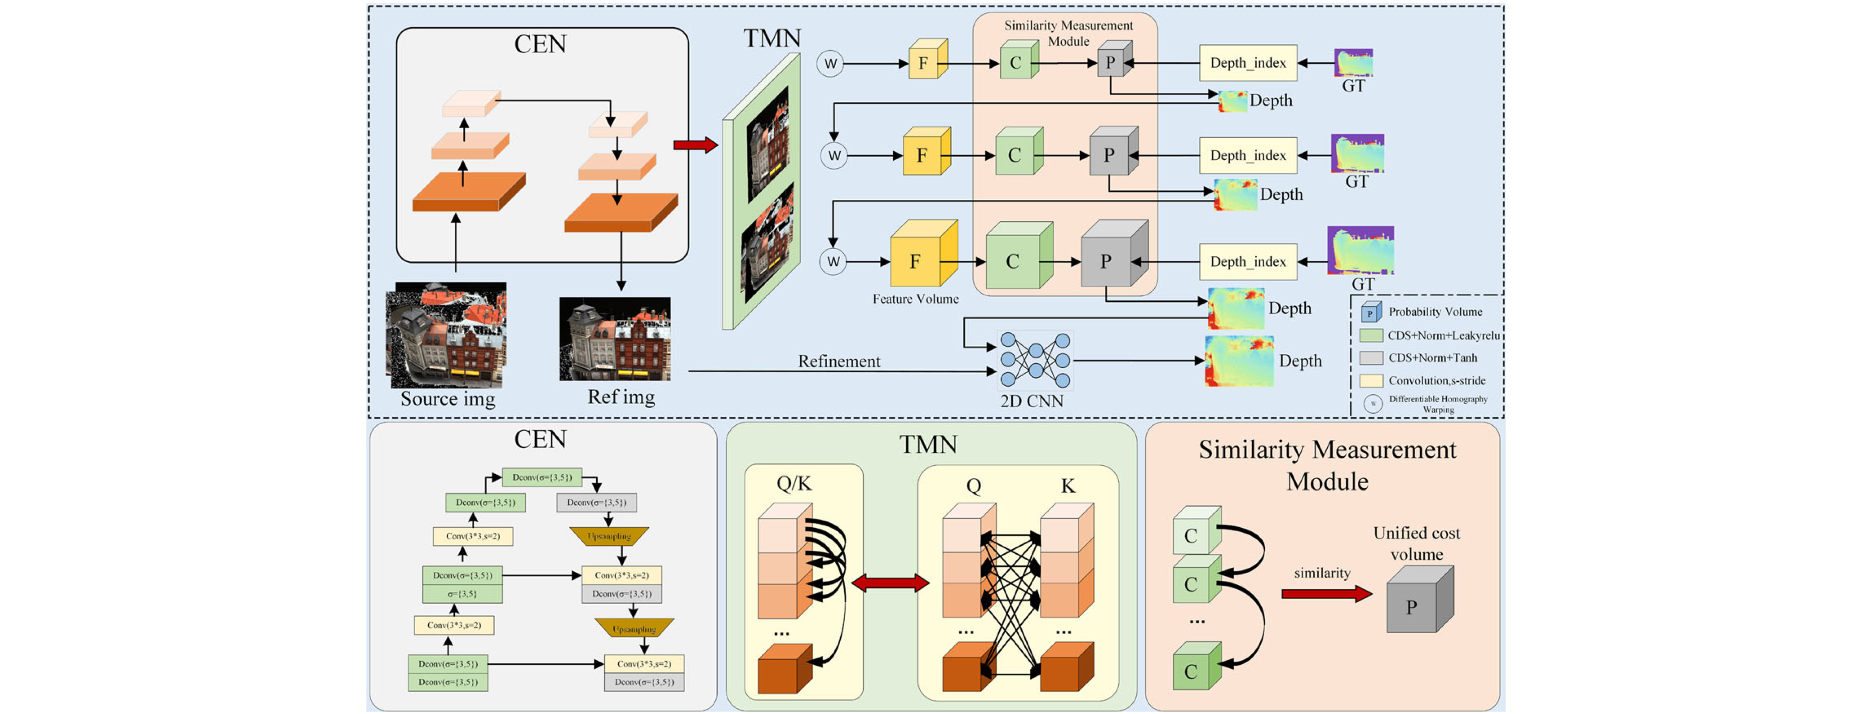 CEN
TMN
Similarity Measurement
Module
W
F
C
P
Depth_index
GT
Depth
W
F
C
P
Depth_index
GT
Depth
W
F
C
P
Depth_index
GT
Feature Volume
Depth
Source img
Ref img
Refinement
2D CNN
Depth
P
Probability Volume
CDS+Norm+Leakyrelu
CDS+Norm+Tanh
Convolution,s-stride
W
Differentiable Homography
Warping
CEN
Dconv(σ={3,5})
Dconv(σ={3,5})
Dconv(σ={3,5})
Conv(3*3,s=2)
Upsampling
Dconv(σ={3,5})
σ={3,5}
Conv(3*3,s=2)
Dconv(σ={3,5})
Conv(3*3,s=2)
Upsampling
Dconv(σ={3,5})
Dconv(σ={3,5})
Conv(3*3,s=2)
Dconv(σ={3,5})
TMN
Q/K
...
Q
K
...
...
Similarity Measurement
Module
C
C
...
C
similarity
Unified cost
volume
P